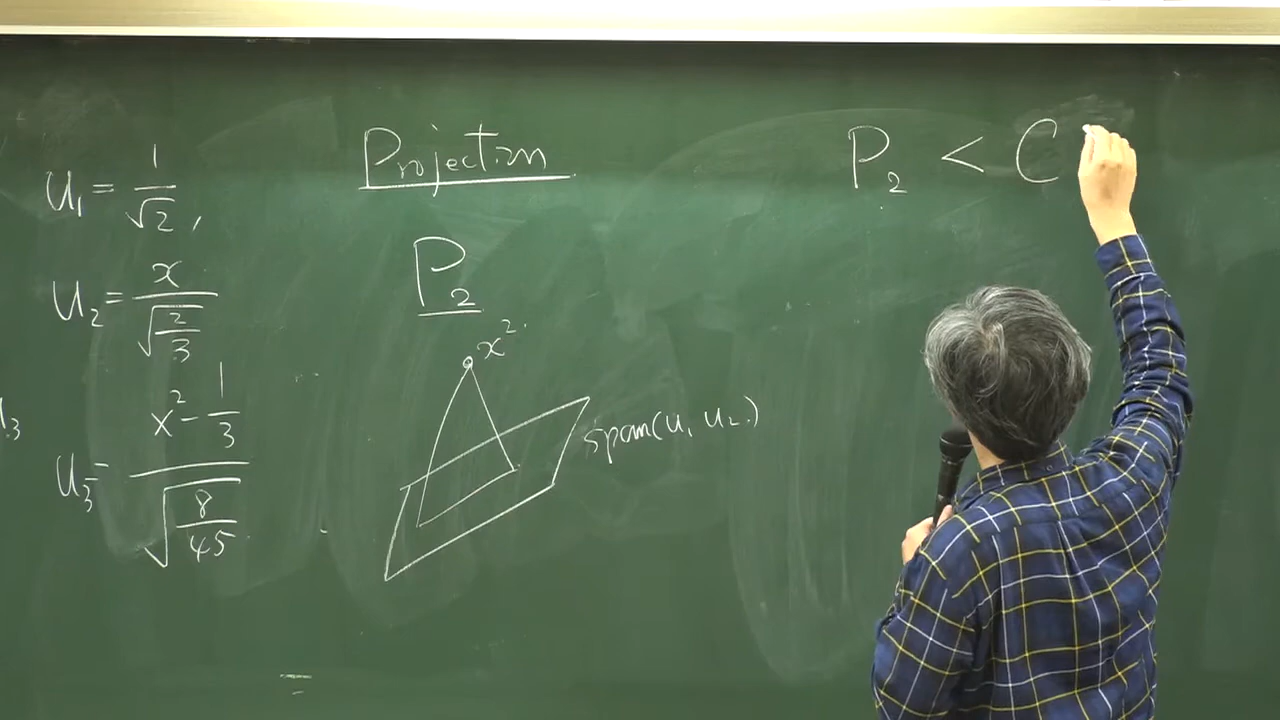 u₁ = 1/√2 ,
u₂ = x/√(2/3)
u₃ = (x² - 1/3)/√(8/45)
Projection
P₂
x²
span(u₁ u₂)
P₂ < C